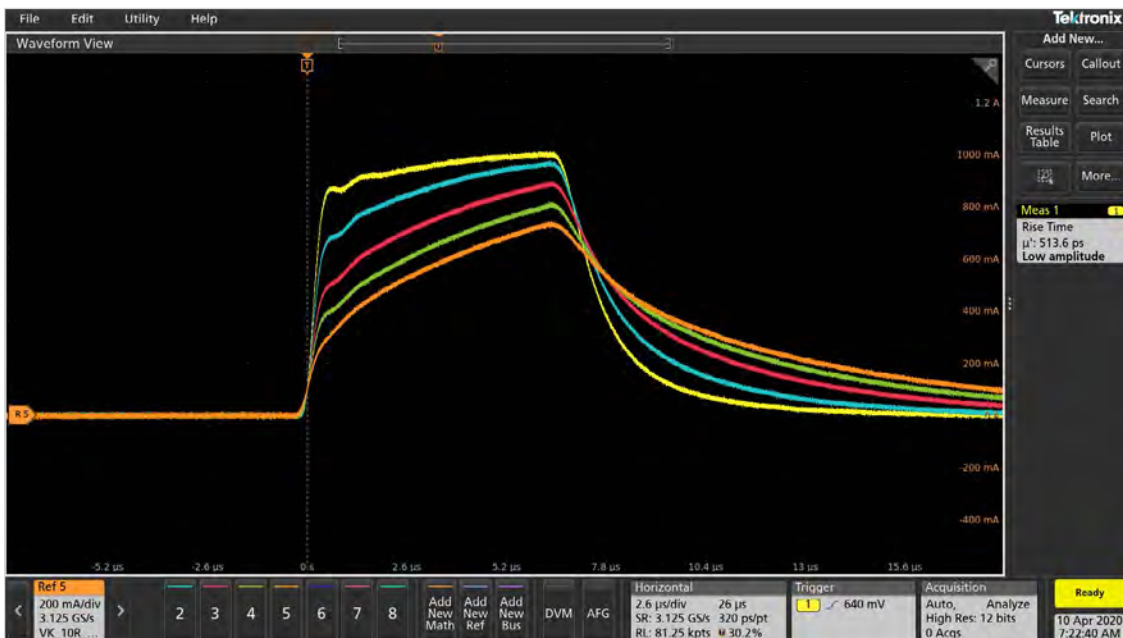 File Edit Utility Help
Tektronix
Waveform View
Add New...
Cursors Callout
Measure Search
Results Table Plot
More...
Meas 1 1
Rise Time
µ': 513.6 ps
Low amplitude
T
1.2 A
1000 mA
800 mA
600 mA
400 mA
200 mA
R 5
-200 mA
-400 mA
-5.2 µs -2.6 µs 0 s 2.6 µs 5.2 µs 7.8 µs 10.4 µs 13 µs 15.6 µs
Ref 5
200 mA/div
3.125 GS/s
VK_10R ...
2 3 4 5 6 7 8
Add New Math
Add New Ref
Add New Bus
DVM AFG
Horizontal
2.6 µs/div 26 µs
SR: 3.125 GS/s 320 ps/pt
RL: 81.25 kpts 30.2%
Trigger
1 640 mV
Acquisition
Auto, Analyze
High Res: 12 bits
0 Acqs
Ready
10 Apr 2020
7:22:40 AM